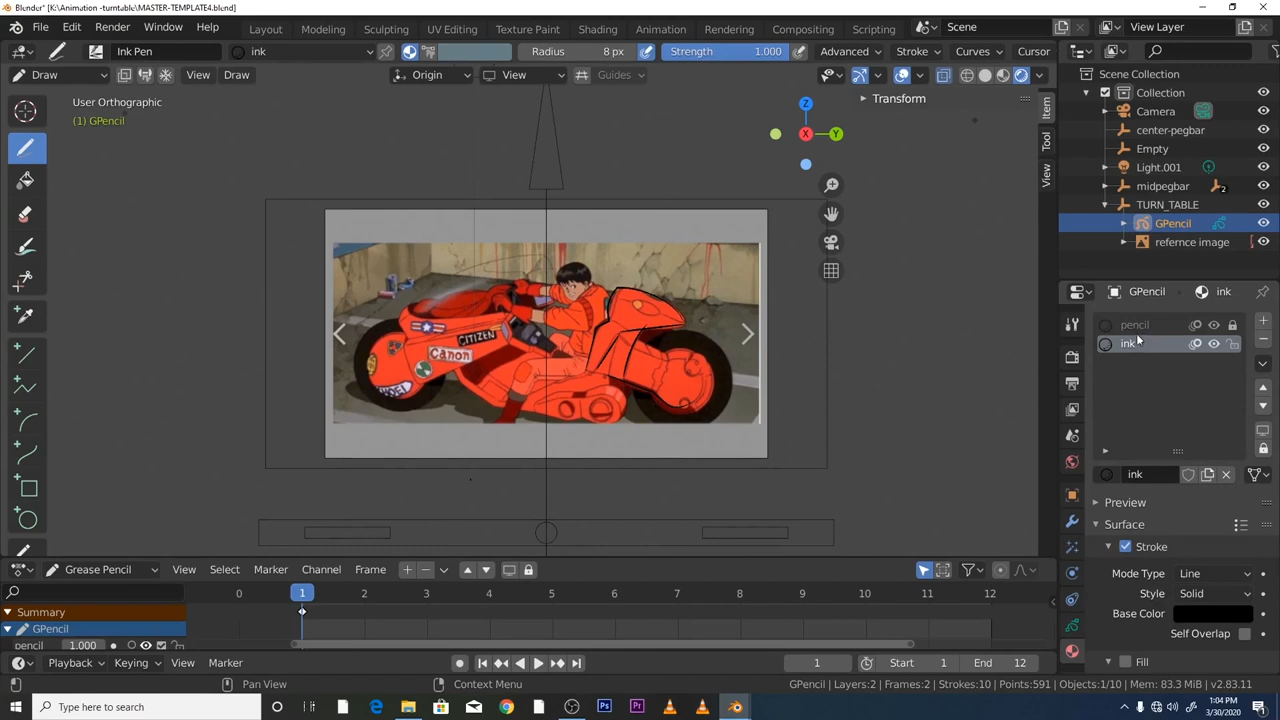 Blender* [K:\Animation -turntable\MASTER-TEMPLATE4.blend]
File Edit Render Window Help Layout Modeling Sculpting UV Editing Texture Paint Shading Animation Rendering Compositing Scripting Scene View Layer
Ink Pen ink Radius 8 px Strength 1.000 Advanced Stroke Curves Cursor
Draw View Draw Origin View Guides
User Orthographic
(1) GPencil
Transform
Item
Tool
View
Z
X
Y
CITIZEN
Canon
SHOEI
Scene Collection
Collection
Camera
center-pegbar
Empty
Light.001
midpegbar 2
TURN_TABLE
GPencil
refernce image
GPencil ink
pencil
ink
ink
Preview
Surface
Stroke
Mode Type Line
Style Solid
Base Color
Self Overlap
Fill
Grease Pencil View Select Marker Channel Frame
0 1 2 3 4 5 6 7 8 9 10 11 12
Summary
GPencil
pencil 1.000
Playback Keying View Marker 1 Start 1 End 12
Pan View Context Menu GPencil | Layers:2 | Frames:2 | Strokes:10 | Points:591 | Objects:1/10 | Mem: 83.3 MiB | v2.83.11
Type here to search
Ps
Pr
1:04 PM
3/30/2020